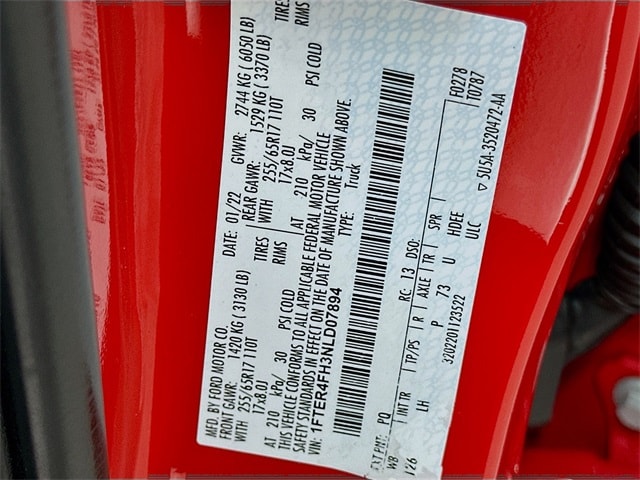 MFD. BY FORD MOTOR CO.
DATE: 01/22 GVWR: 2744 KG ( 6050 LB)
FRONT GAWR: 1420 KG ( 3130 LB) REAR GAWR: 1529 KG ( 3370 LB)
WITH 255/65R17 110T TIRES WITH 255/65R17 110T TIRES
17x8.0J RIMS 17x8.0J RIMS
AT 210 kPa/ 30 PSI COLD AT 210 kPa/ 30 PSI COLD
THIS VEHICLE CONFORMS TO ALL APPLICABLE FEDERAL MOTOR VEHICLE
SAFETY STANDARDS IN EFFECT ON THE DATE OF MANUFACTURE SHOWN ABOVE.
VIN: 1FTER4FH3NLD07894 TYPE: Truck
F0278
10787
EXT PNT: PQ RC: 13 DSO:
WB INT TR TP/PS R AXLE TR SPR
126 LH P 73 U HDEE
3202201123522 ULC
▽ 5U5A-3520472-AA